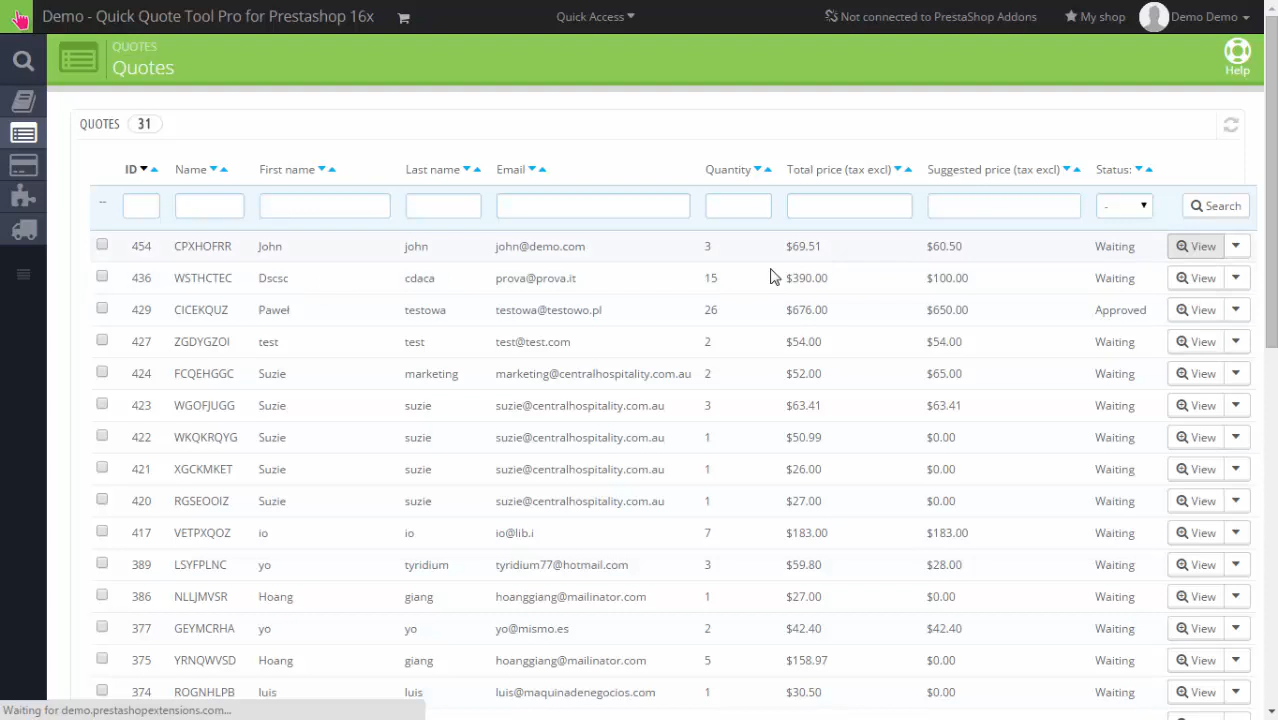 Demo - Quick Quote Tool Pro for Prestashop 16x Quick Access Not connected to PrestaShop Addons My shop Demo Demo
QUOTES
Quotes
Help
QUOTES 31
ID Name First name Last name Email Quantity Total price (tax excl) Suggested price (tax excl) Status:
-- - Search
454 CPXHOFRR John john john@demo.com 3 $69.51 $60.50 Waiting View
436 WSTHCTEC Dscsc cdaca prova@prova.it 15 $390.00 $100.00 Waiting View
429 CICEKQUZ Paweł testowa testowa@testowo.pl 26 $676.00 $650.00 Approved View
427 ZGDYGZOI test test test@test.com 2 $54.00 $54.00 Waiting View
424 FCQEHGGC Suzie marketing marketing@centralhospitality.com.au 2 $52.00 $65.00 Waiting View
423 WGOFJUGG Suzie suzie suzie@centralhospitality.com.au 3 $63.41 $63.41 Waiting View
422 WKQKRQYG Suzie suzie suzie@centralhospitality.com.au 1 $50.99 $0.00 Waiting View
421 XGCKMKET Suzie suzie suzie@centralhospitality.com.au 1 $26.00 $0.00 Waiting View
420 RGSEOOIZ Suzie suzie suzie@centralhospitality.com.au 1 $27.00 $0.00 Waiting View
417 VETPXQOZ io io io@lib.i 7 $183.00 $183.00 Waiting View
389 LSYFPLNC yo tyridium tyridium77@hotmail.com 3 $59.80 $28.00 Waiting View
386 NLLJMVSR Hoang giang hoanggiang@mailinator.com 1 $27.00 $0.00 Waiting View
377 GEYMCRHA yo yo yo@mismo.es 2 $42.40 $42.40 Waiting View
375 YRNQWVSD Hoang giang hoanggiang@mailinator.com 5 $158.97 $0.00 Waiting View
374 ROGNHLPB luis luis luis@maquinadenegocios.com 1 $30.50 $0.00 Waiting View
Waiting for demo.prestashopextensions.com...